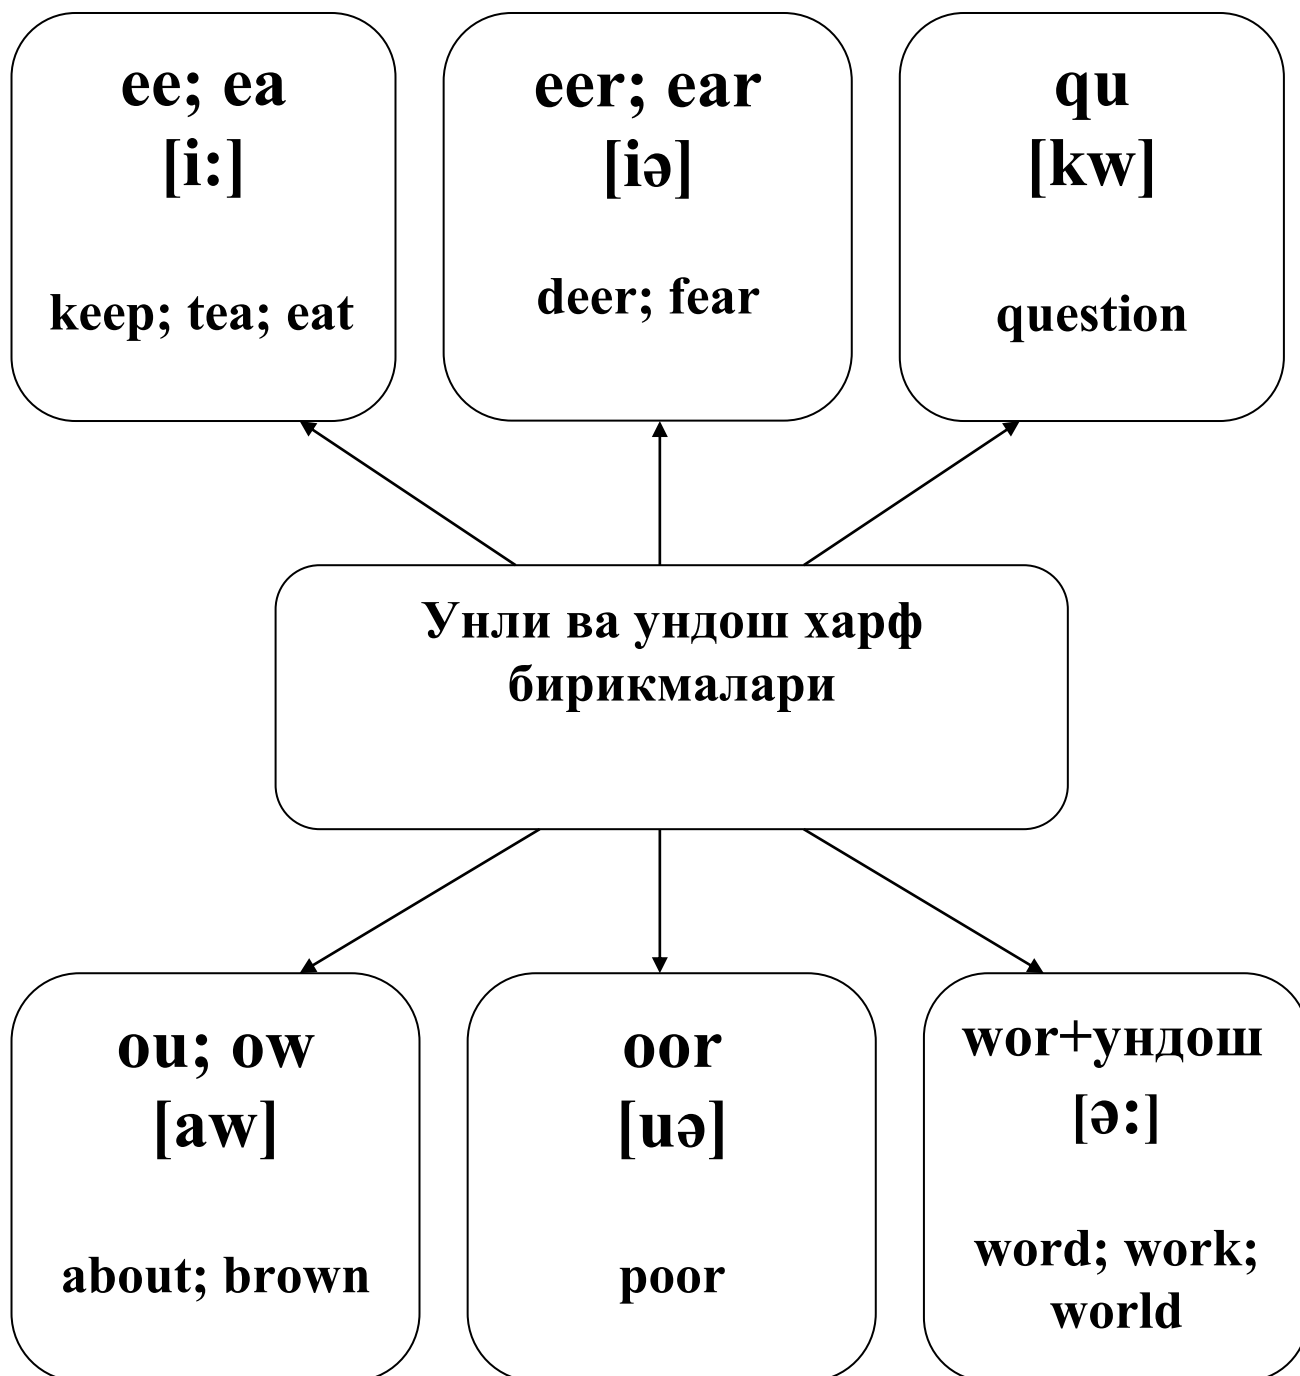 ee; ea
[i:]
keep; tea; eat
eer; ear
[iə]
deer; fear
qu
[kw]
question
Унли ва ундош харф
бирикмалари
ou; ow
[aw]
about; brown
oor
[uə]
poor
wor+ундош
[ə:]
word; work;
world